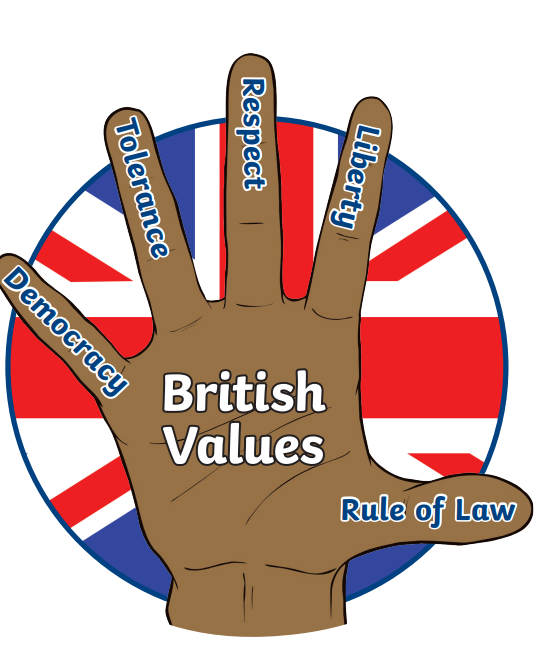 Democracy
Tolerance
Respect
Liberty
British
Values
Rule of Law